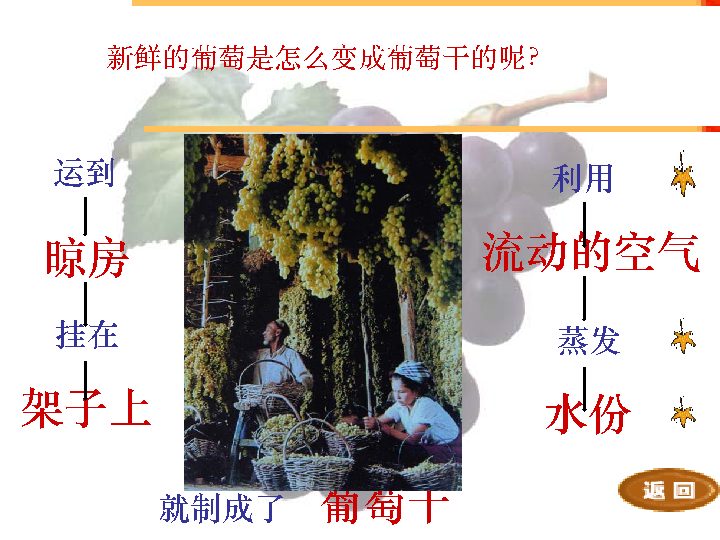 新鲜的葡萄是怎么变成葡萄干的呢?
运到
晾房
挂在
架子上
利用
流动的空气
蒸发
水份
就制成了 葡萄干
返回